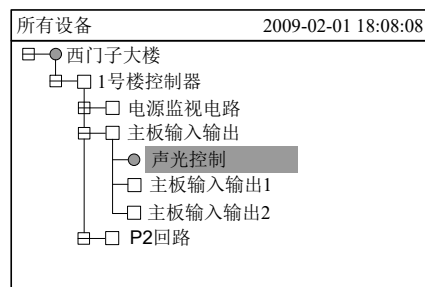 所有设备 2009-02-01 18:08:08
西门子大楼
1号楼控制器
电源监视电路
主板输入输出
声光控制
主板输入输出1
主板输入输出2
P2回路